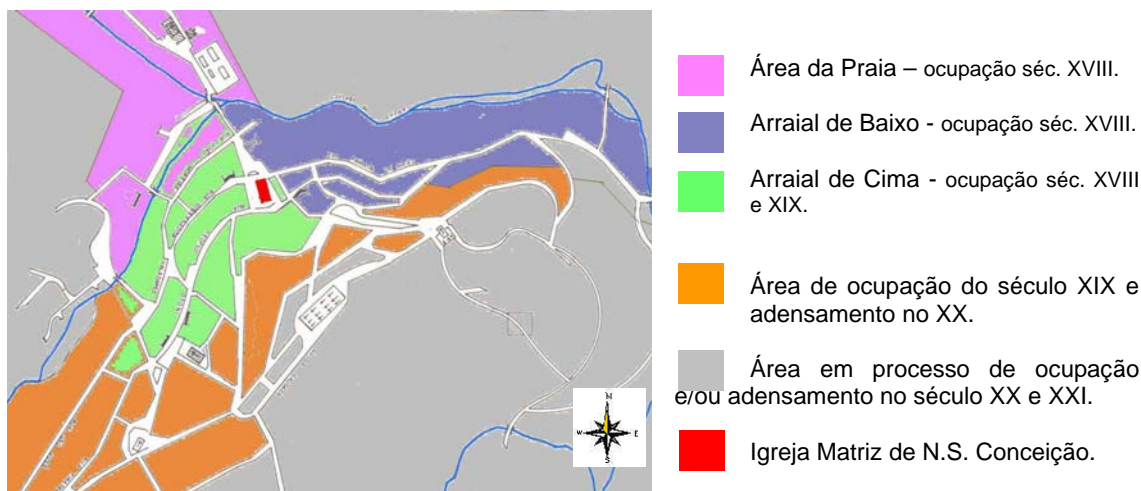 Área da Praia – ocupação séc. XVIII.
Arraial de Baixo - ocupação séc. XVIII.
Arraial de Cima - ocupação séc. XVIII
e XIX.
Área de ocupação do século XIX e
adensamento no XX.
Área em processo de ocupação
e/ou adensamento no século XX e XXI.
Igreja Matriz de N.S. Conceição.
N
W
E
S